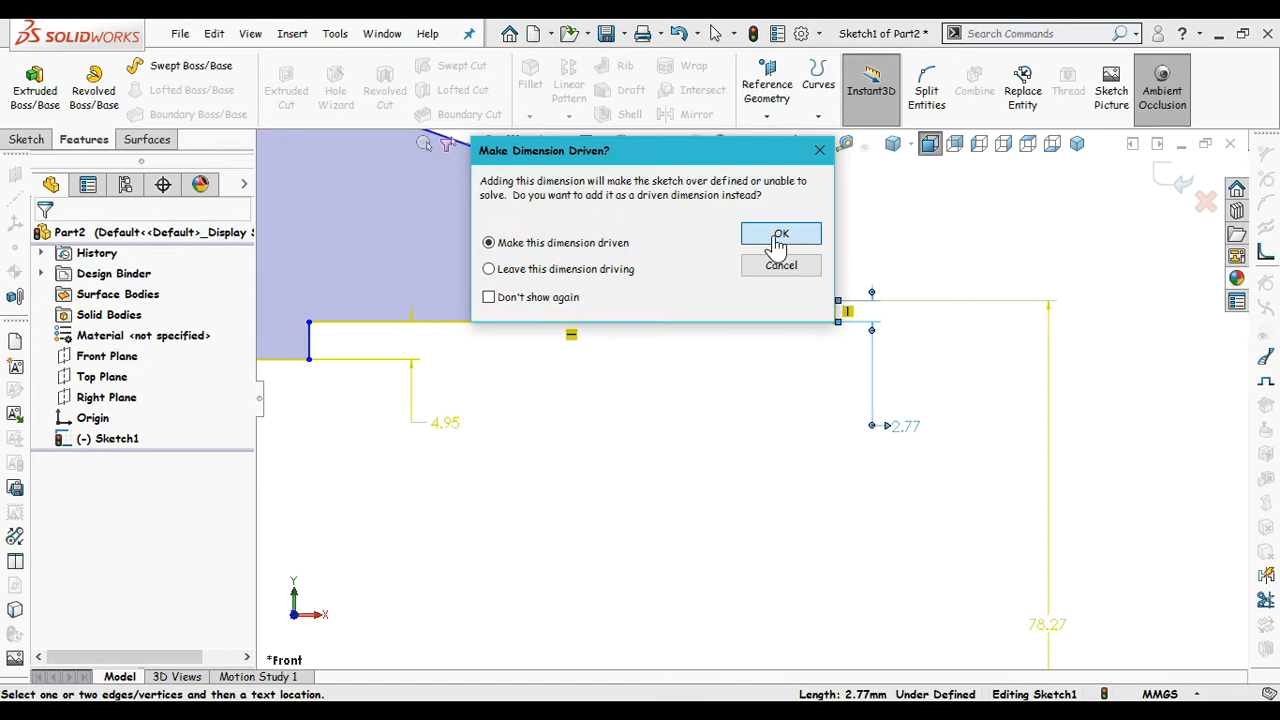 SOLIDWORKS
File Edit View Insert Tools Window Help
Sketch1 of Part2 *
Search Commands
Extruded Boss/Base
Revolved Boss/Base
Swept Boss/Base
Lofted Boss/Base
Boundary Boss/Base
Extruded Cut
Hole Wizard
Revolved Cut
Swept Cut
Lofted Cut
Boundary Cut
Fillet
Linear Pattern
Rib
Draft
Shell
Wrap
Intersect
Mirror
Reference Geometry
Curves
Instant3D
Split Entities
Combine
Replace Entity
Thread
Sketch Picture
Ambient Occlusion
Sketch Features Surfaces
Make Dimension Driven?
Adding this dimension will make the sketch over defined or unable to
solve. Do you want to add it as a driven dimension instead?
Make this dimension driven
OK
Leave this dimension driving
Cancel
Don't show again
Part2 (Default<<Default>_Display S
History
Design Binder
Surface Bodies
Solid Bodies
Material <not specified>
Front Plane
Top Plane
Right Plane
Origin
(-) Sketch1
4.95
2.77
78.27
Y
X
*Front
Model 3D Views Motion Study 1
Select one or two edges/vertices and then a text location.
Length: 2.77mm Under Defined Editing Sketch1 MMGS